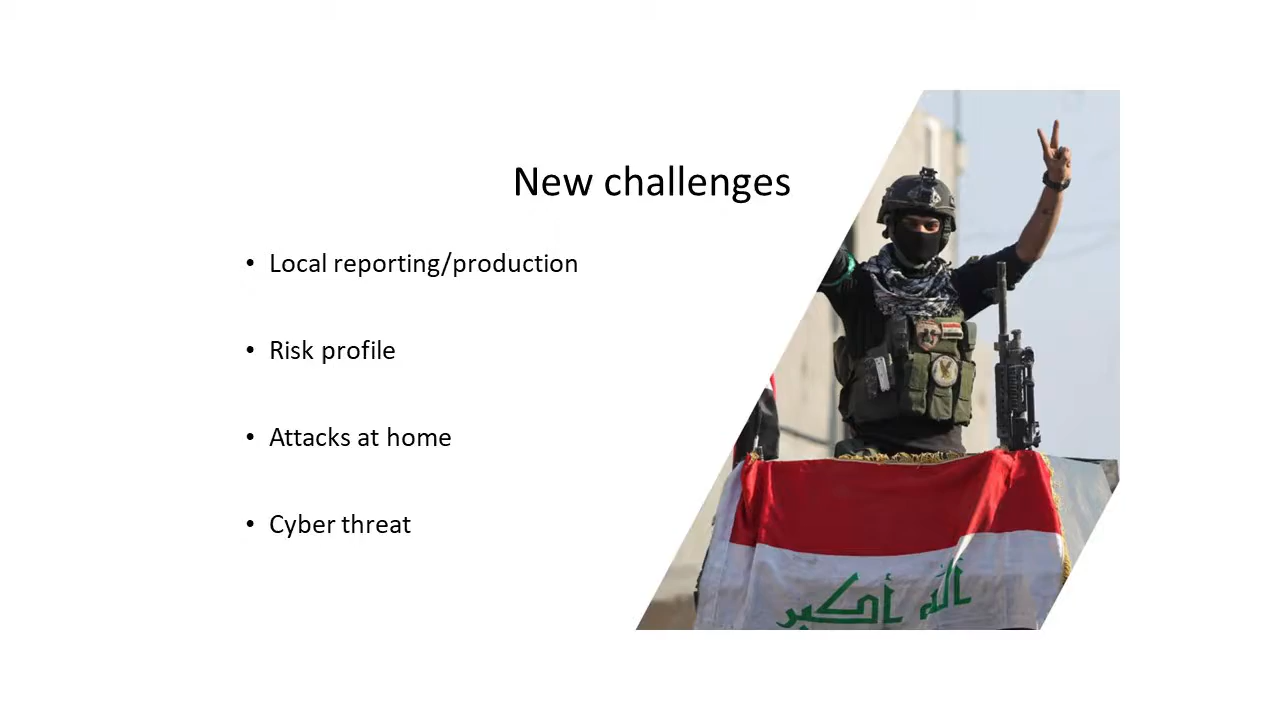 New challenges
• Local reporting/production
• Risk profile
• Attacks at home
• Cyber threat
الله أكبر